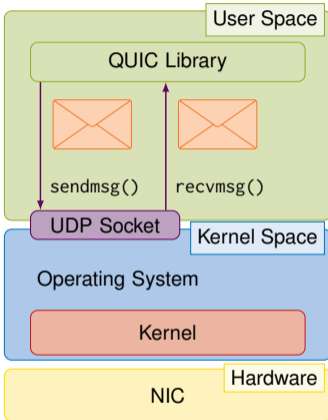 User Space
QUIC Library
sendmsg()
recvmsg()
UDP Socket
Kernel Space
Operating System
Kernel
Hardware
NIC